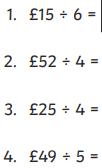 1. £15 ÷ 6 =
2. £52 ÷ 4 =
3. £25 ÷ 4 =
4. £49 ÷ 5 =